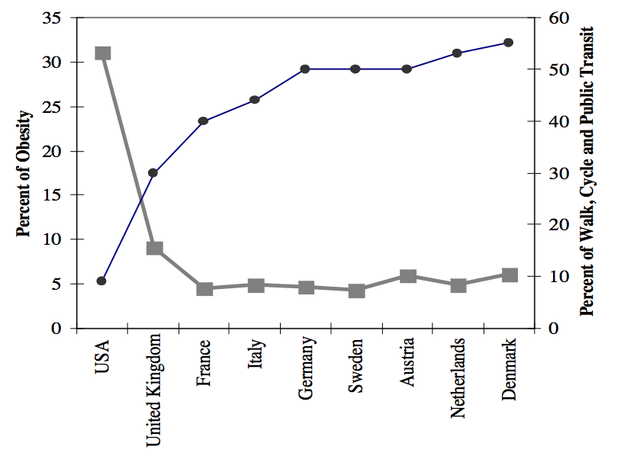 35
30
25
20
15
10
5
0
Percent of Obesity
60
50
40
30
20
10
0
Percent of Walk, Cycle and Public Transit
USA
United Kingdom
France
Italy
Germany
Sweden
Austria
Netherlands
Denmark